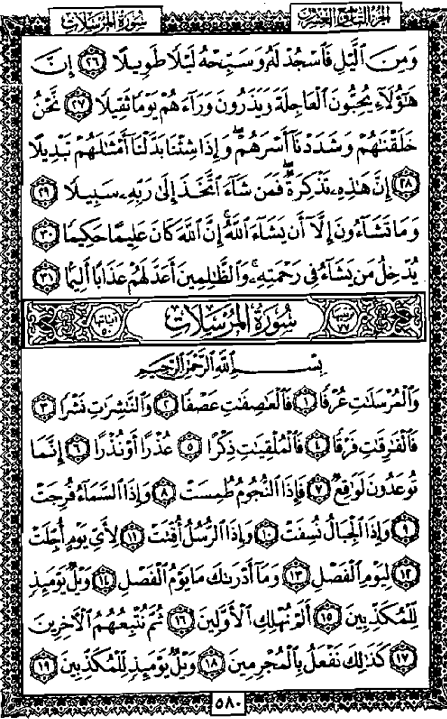 سورة المرسلات الجزء التاسع والعشرون
وَمِنَ ٱلَّيۡلِ فَٱسۡجُدۡ لَهُۥ وَسَبِّحۡهُ لَيۡلًا طَوِيلًا ٢٦ إِنَّ
هَٰٓؤُلَآءِ يُحِبُّونَ ٱلۡعَاجِلَةَ وَيَذَرُونَ وَرَآءَهُمۡ يَوۡمًا ثَقِيلًا ٢٧ نَّحۡنُ
خَلَقۡنَٰهُمۡ وَشَدَدۡنَآ أَسۡرَهُمۡۖ وَإِذَا شِئۡنَا بَدَّلۡنَآ أَمۡثَٰلَهُمۡ تَبۡدِيلًا
٢٨ إِنَّ هَٰذِهِۦ تَذۡكِرَةٞۖ فَمَن شَآءَ ٱتَّخَذَ إِلَىٰ رَبِّهِۦ سَبِيلًا ٢٩
وَمَا تَشَآءُونَ إِلَّآ أَن يَشَآءَ ٱللَّهُۚ إِنَّ ٱللَّهَ كَانَ عَلِيمًا حَكِيمًا ٣٠
يُدۡخِلُ مَن يَشَآءُ فِي رَحۡمَتِهِۦۚ وَٱلظَّٰلِمِينَ أَعَدَّ لَهُمۡ عَذَابًا أَلِيمًا ٣١
سورة المرسلات
بِسۡمِ ٱللَّهِ ٱلرَّحۡمَٰنِ ٱلرَّحِيمِ
وَٱلۡمُرۡسَلَٰتِ عُرۡفٗا ١ فَٱلۡعَٰصِفَٰتِ عَصۡفٗا ٢ وَٱلنَّٰشِرَٰتِ نَشۡرٗا ٣
فَٱلۡفَٰرِقَٰتِ فَرۡقٗا ٤ فَٱلۡمُلۡقِيَٰتِ ذِكۡرًا ٥ عُذۡرًا أَوۡ نُذۡرًا ٦ إِنَّمَا
تُوعَدُونَ لَوَٰقِعٞ ٧ فَإِذَا ٱلنُّجُومُ طُمِسَتۡ ٨ وَإِذَا ٱلسَّمَآءُ فُرِجَتۡ
٩ وَإِذَا ٱلۡجِبَالُ نُسِفَتۡ ١٠ وَإِذَا ٱلرُّسُلُ أُقِّتَتۡ ١١ لِأَيِّ يَوۡمٍ أُجِّلَتۡ
١٢ لِيَوۡمِ ٱلۡفَصۡلِ ١٣ وَمَآ أَدۡرَىٰكَ مَا يَوۡمُ ٱلۡفَصۡلِ ١٤ وَيۡلٞ يَوۡمَئِذٖ
لِّلۡمُكَذِّبِينَ ١٥ أَلَمۡ نُهۡلِكِ ٱلۡأَوَّلِينَ ١٦ ثُمَّ نُتۡبِعُهُمُ ٱلۡأٓخِرِينَ
١٧ كَذَٰلِكَ نَفۡعَلُ بِٱلۡمُجۡرِمِينَ ١٨ وَيۡلٞ يَوۡمَئِذٖ لِّلۡمُكَذِّبِينَ ١٩
٥٨٠